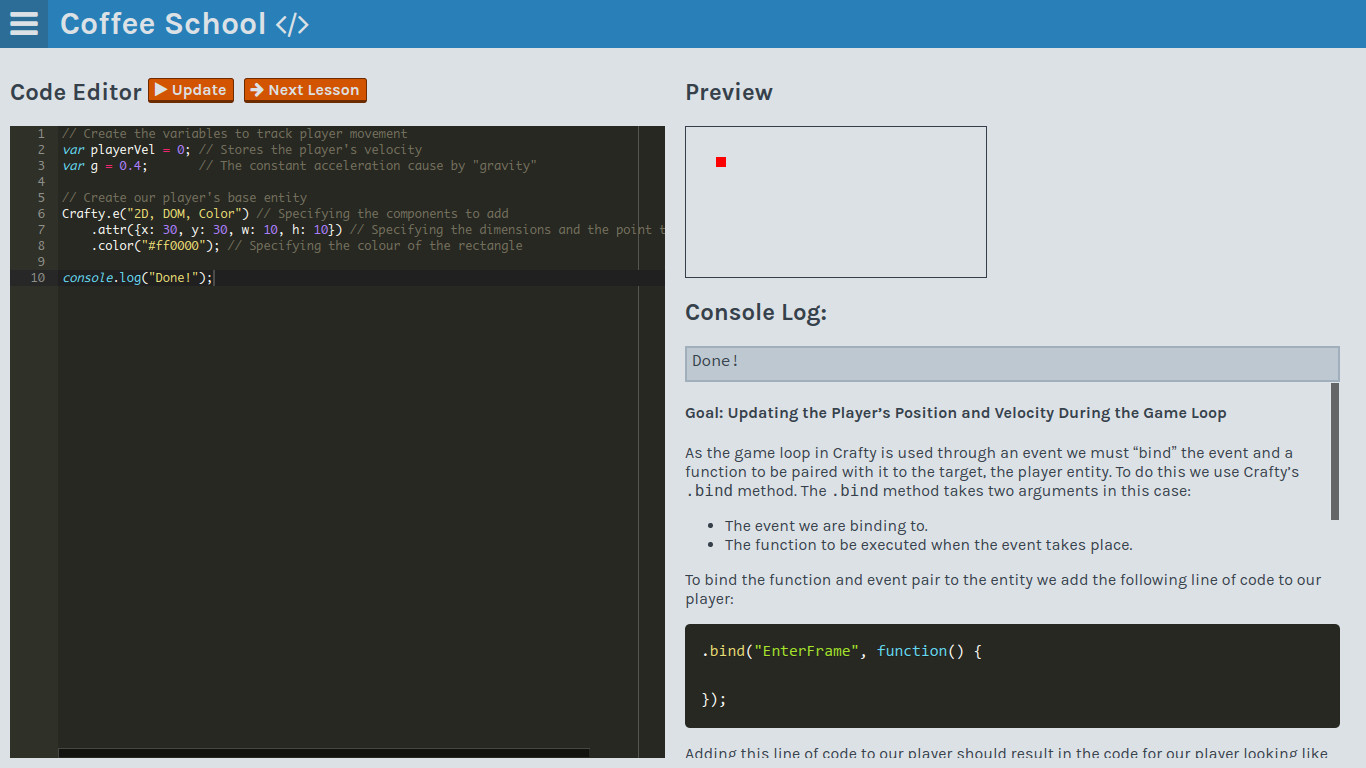 Coffee School </>
Code Editor
Update
Next Lesson
1 // Create the variables to track player movement
2 var playerVel = 0; // Stores the player's velocity
3 var g = 0.4;       // The constant acceleration cause by "gravity"
4
5 // Create our player's base entity
6 Crafty.e("2D, DOM, Color") // Specifying the components to add
7     .attr({x: 30, y: 30, w: 10, h: 10}) // Specifying the dimensions and the point t
8     .color("#ff0000"); // Specifying the colour of the rectangle
9
10 console.log("Done!");
Preview
Console Log:
Done!
Goal: Updating the Player’s Position and Velocity During the Game Loop
As the game loop in Crafty is used through an event we must “bind” the event and a
function to be paired with it to the target, the player entity. To do this we use Crafty’s
.bind method. The .bind method takes two arguments in this case:
• The event we are binding to.
• The function to be executed when the event takes place.
To bind the function and event pair to the entity we add the following line of code to our
player:
.bind("EnterFrame", function() {
});
Adding this line of code to our player should result in the code for our player looking like